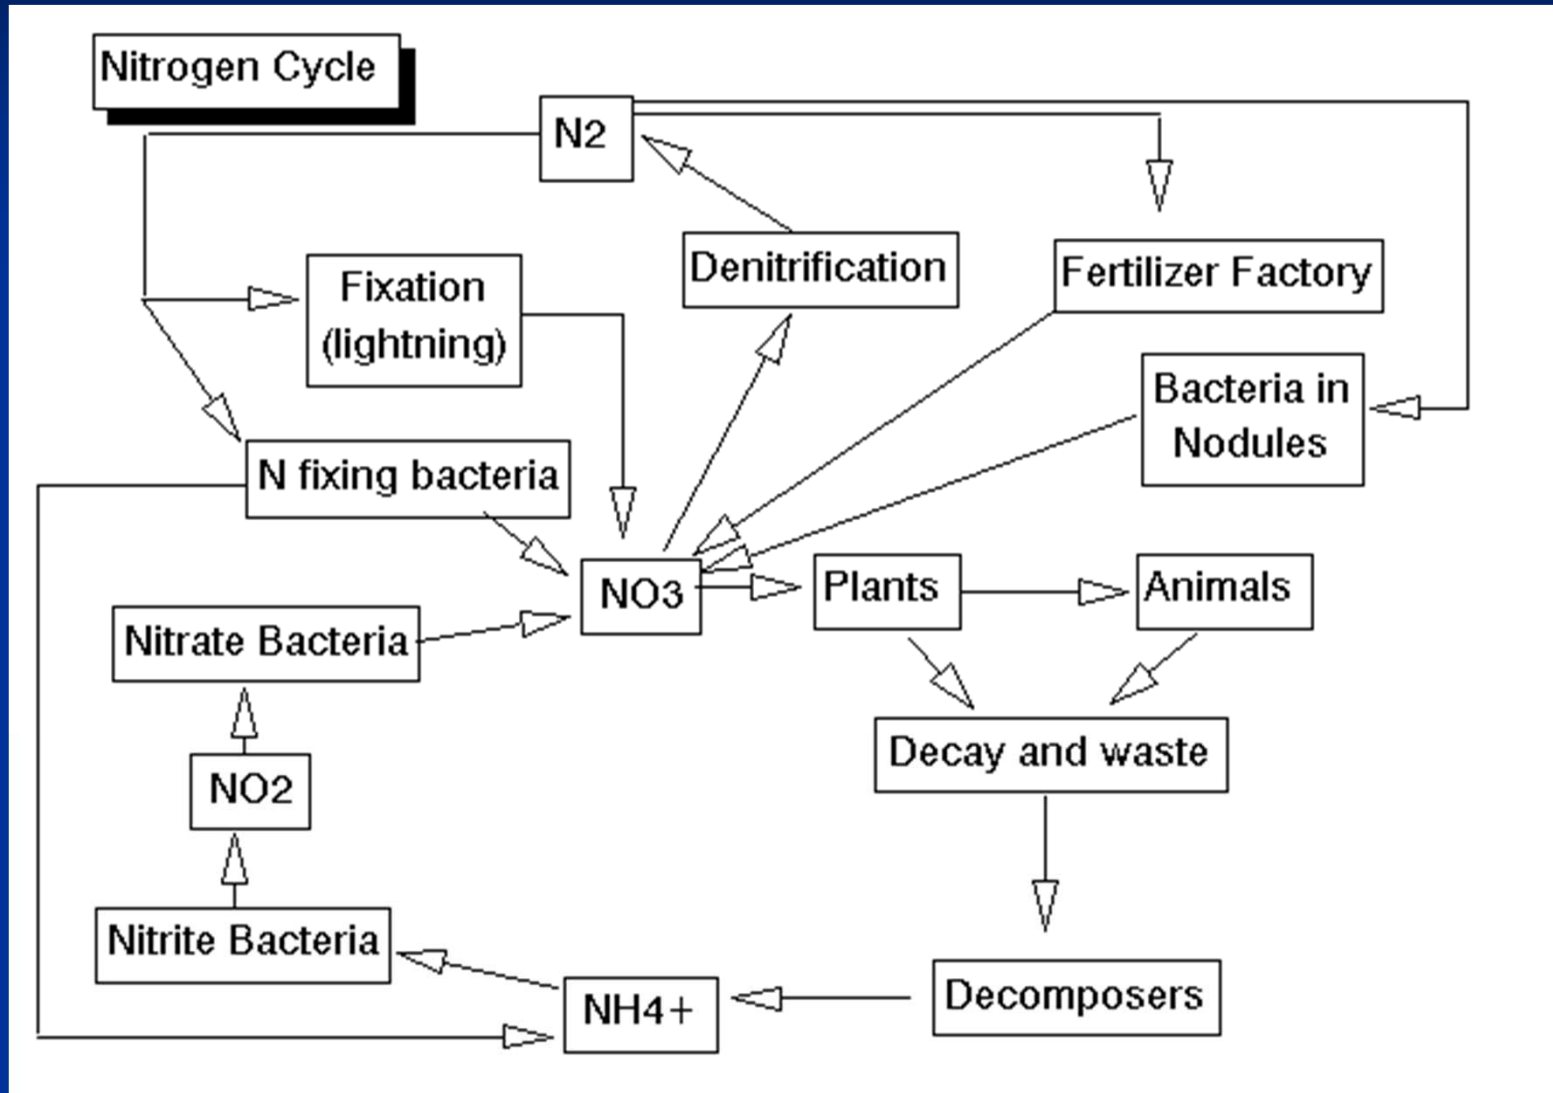 Nitrogen Cycle
N2
Denitrification
Fertilizer Factory
Fixation
(lightning)
Bacteria in
Nodules
N fixing bacteria
NO3
Plants
Animals
Nitrate Bacteria
Decay and waste
NO2
Nitrite Bacteria
NH4+
Decomposers